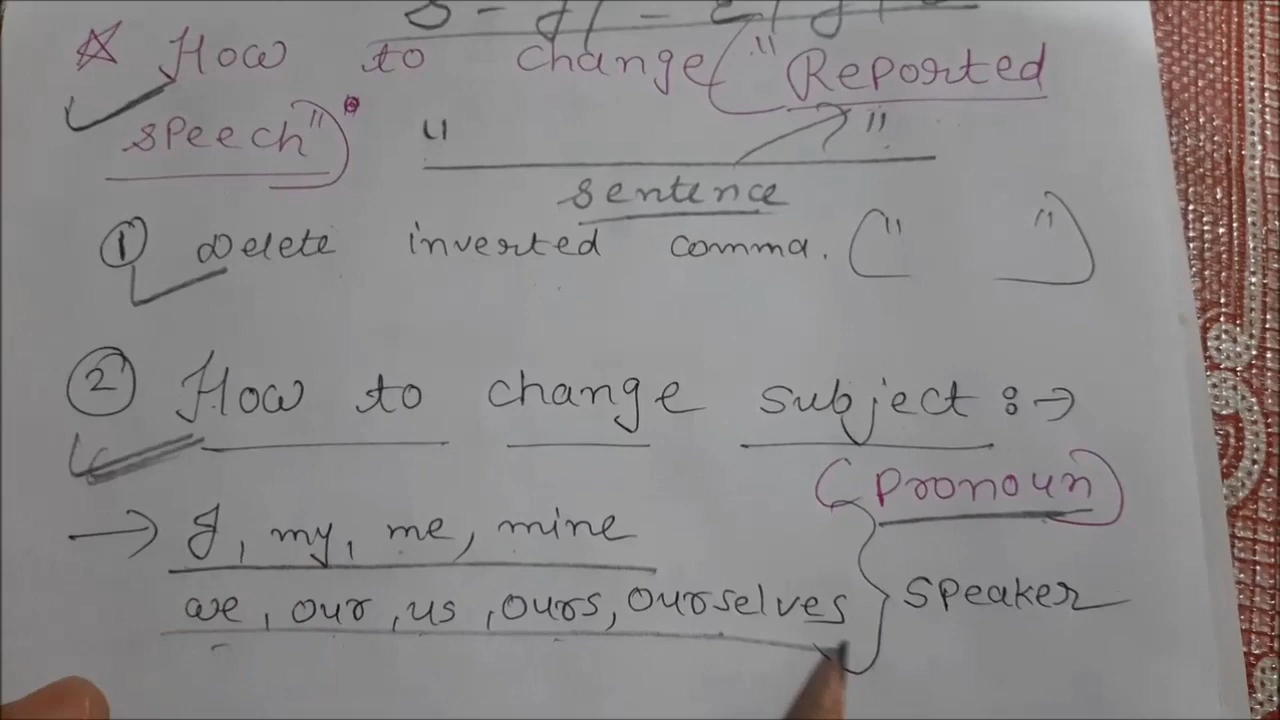 ☆ How to change ("Reported
speech")
" "
sentence
① Delete inverted comma. (" ")
② How to change subject :→
(Pronoun)
→ I, my, me, mine
we, our, us, ours, ourselves } speaker